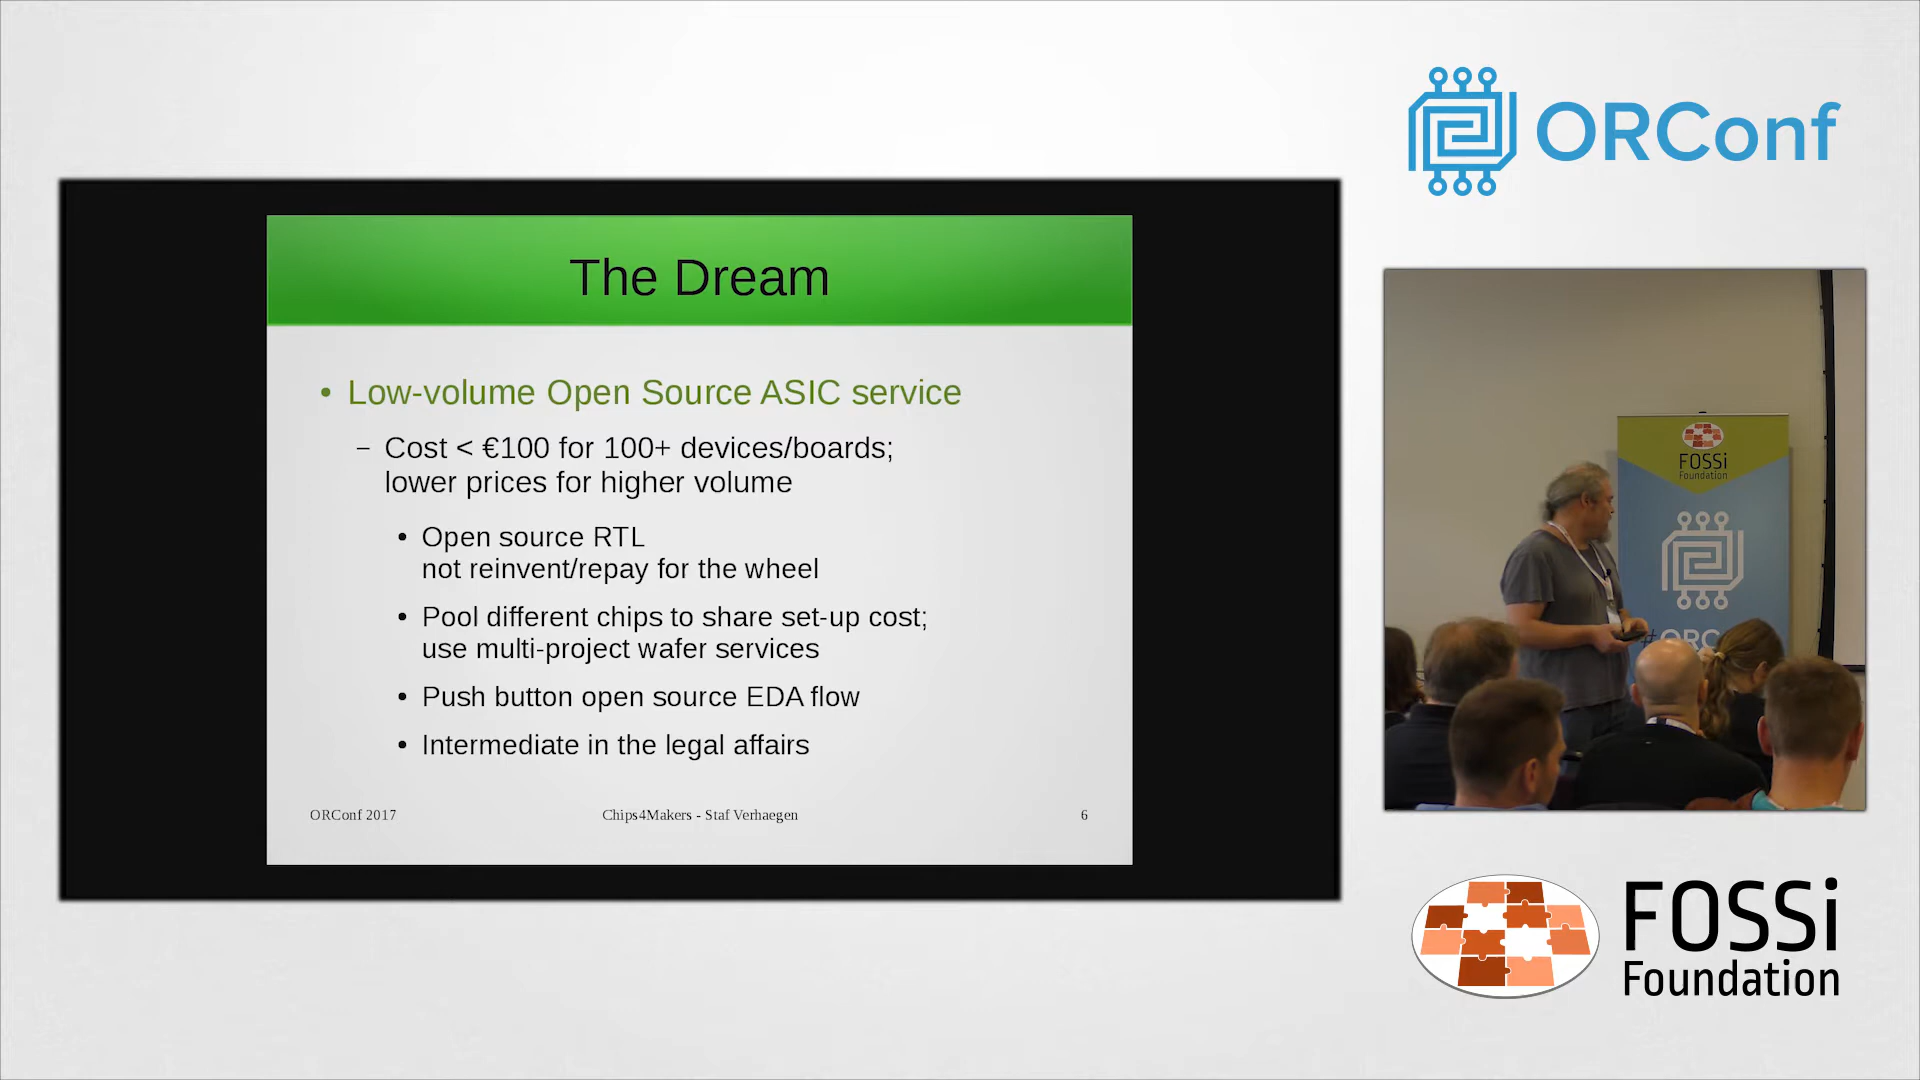 ORConf
The Dream
• Low-volume Open Source ASIC service
– Cost < €100 for 100+ devices/boards;
lower prices for higher volume
• Open source RTL
not reinvent/repay for the wheel
• Pool different chips to share set-up cost;
use multi-project wafer services
• Push button open source EDA flow
• Intermediate in the legal affairs
ORConf 2017
Chips4Makers - Staf Verhaegen
6
FOSSi
Foundation
#ORC
FOSSi
Foundation